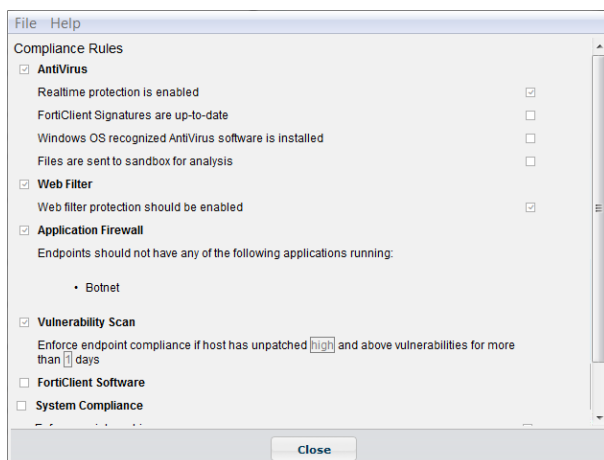 File Help
Compliance Rules
AntiVirus
Realtime protection is enabled
FortiClient Signatures are up-to-date
Windows OS recognized AntiVirus software is installed
Files are sent to sandbox for analysis
Web Filter
Web filter protection should be enabled
Application Firewall
Endpoints should not have any of the following applications running:
• Botnet
Vulnerability Scan
Enforce endpoint compliance if host has unpatched high and above vulnerabilities for more
than 1 days
FortiClient Software
System Compliance
Close